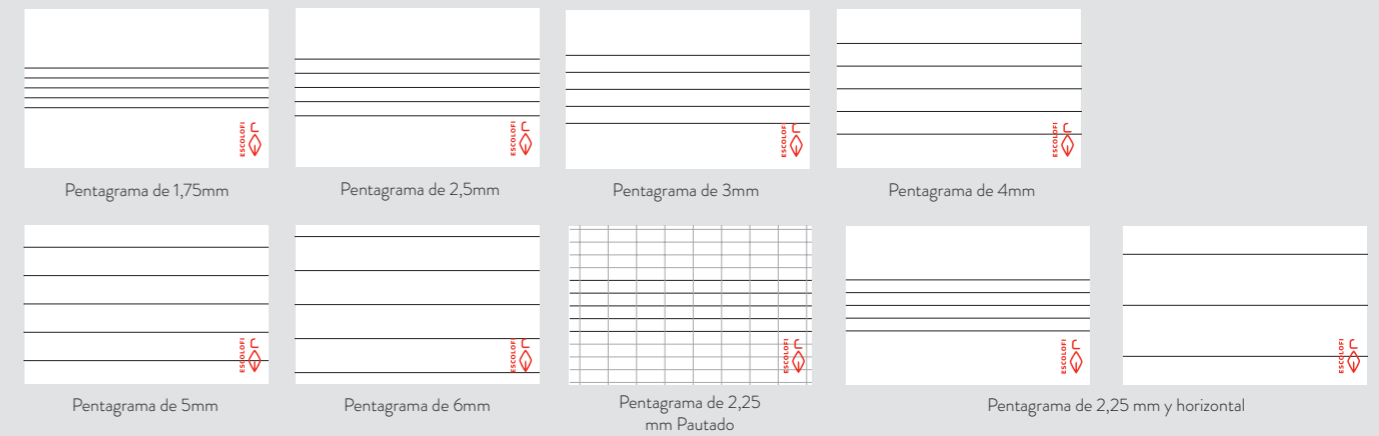 ESCOLOFI
ESCOLOFI
ESCOLOFI
ESCOLOFI
Pentagrama de 1,75mm
Pentagrama de 2,5mm
Pentagrama de 3mm
Pentagrama de 4mm
ESCOLOFI
ESCOLOFI
ESCOLOFI
ESCOLOFI
ESCOLOFI
Pentagrama de 5mm
Pentagrama de 6mm
Pentagrama de 2,25
mm Pautado
Pentagrama de 2,25 mm y horizontal